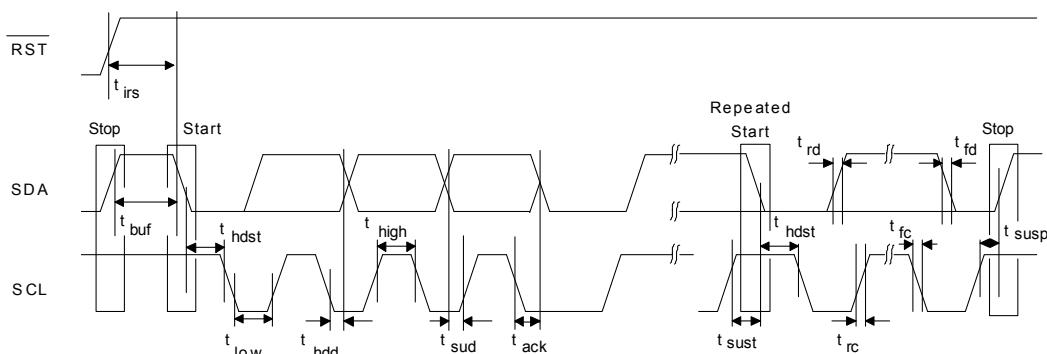 RST
t irs
Repeated
Stop
Start
Start
Stop
t rd
t fd
SDA
t buf
t hdst
t high
t hdst
t fc
t susp
SCL
t low
t hdd
t sud
t ack
t sust
t rc